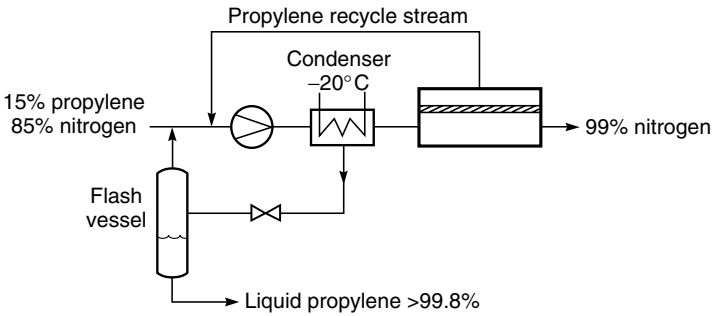 Propylene recycle stream
Condenser
–20°C
15% propylene
85% nitrogen
99% nitrogen
Flash
vessel
Liquid propylene >99.8%